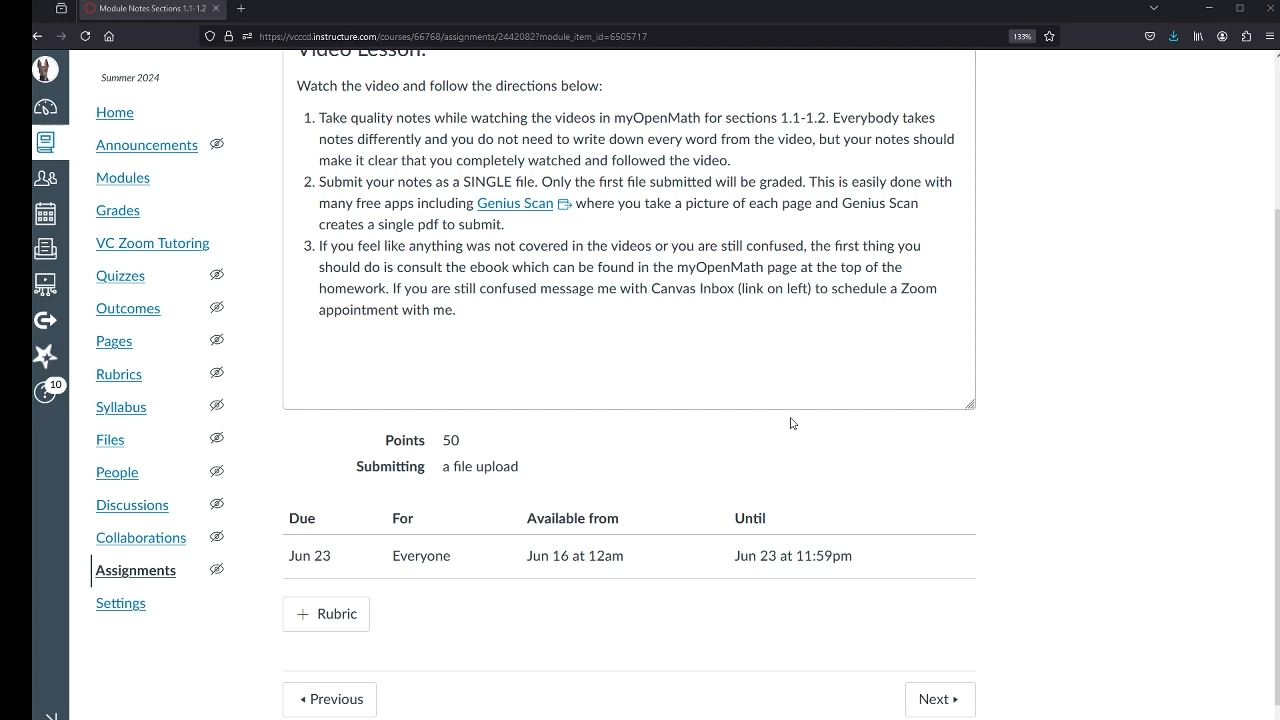 Module Notes Sections 1.1-1.2
https://vcccd.instructure.com/courses/66768/assignments/2442082?module_item_id=6505717
133%
Summer 2024
Home
Announcements
Modules
Grades
VC Zoom Tutoring
Quizzes
Outcomes
Pages
Rubrics
Syllabus
Files
People
Discussions
Collaborations
Assignments
Settings
10
Video Lesson:
Watch the video and follow the directions below:
1. Take quality notes while watching the videos in myOpenMath for sections 1.1-1.2. Everybody takes
notes differently and you do not need to write down every word from the video, but your notes should
make it clear that you completely watched and followed the video.
2. Submit your notes as a SINGLE file. Only the first file submitted will be graded. This is easily done with
many free apps including Genius Scan where you take a picture of each page and Genius Scan
creates a single pdf to submit.
3. If you feel like anything was not covered in the videos or you are still confused, the first thing you
should do is consult the ebook which can be found in the myOpenMath page at the top of the
homework. If you are still confused message me with Canvas Inbox (link on left) to schedule a Zoom
appointment with me.
Points 50
Submitting a file upload
Due For Available from Until
Jun 23 Everyone Jun 16 at 12am Jun 23 at 11:59pm
+ Rubric
Previous
Next